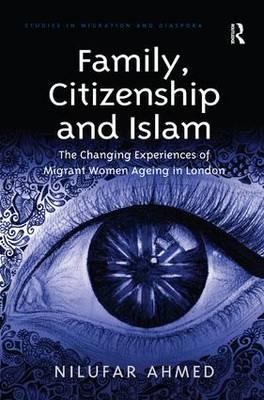 STUDIES IN MIGRATION AND DIASPORA
Family,
Citizenship
and Islam
The Changing Experiences of
Migrant Women Ageing in London
NILUFAR AHMED